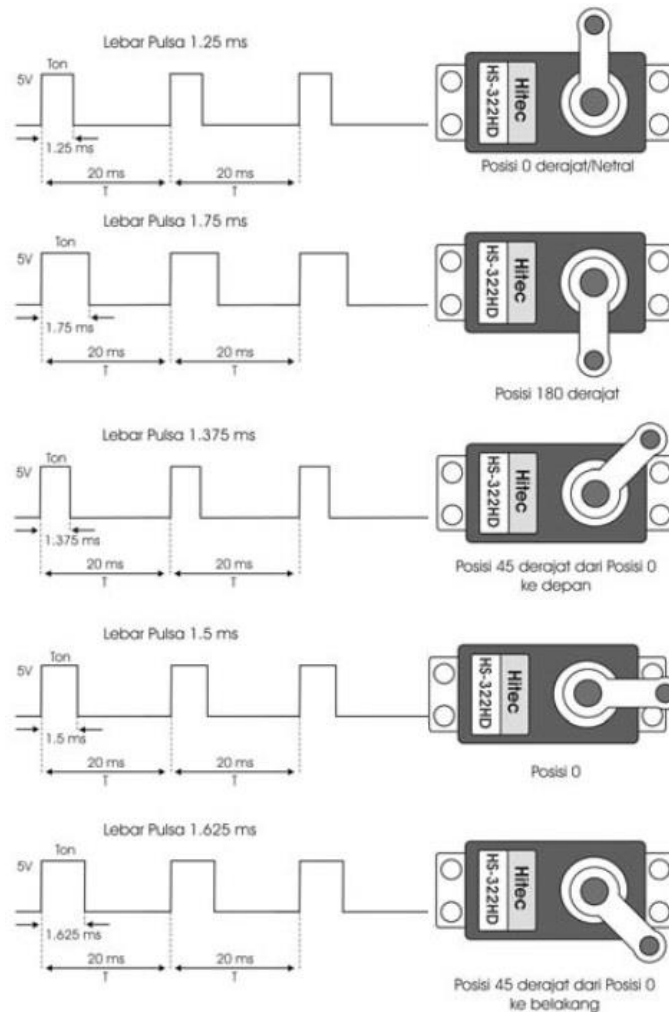 Lebar Pulsa 1.25 ms
Ton
5V
1.25 ms
20 ms
20 ms
T
T
HS-322HD
Hitec
Posisi 0 derajat/Netral
Lebar Pulsa 1.75 ms
Ton
5V
1.75 ms
20 ms
20 ms
T
T
HS-322HD
Hitec
Posisi 180 derajat
Lebar Pulsa 1.375 ms
Ton
5V
1.375 ms
20 ms
20 ms
T
T
HS-322HD
Hitec
Posisi 45 derajat dari Posisi 0
ke depan
Lebar Pulsa 1.5 ms
Ton
5V
1.5 ms
20 ms
20 ms
T
T
HS-322HD
Hitec
Posisi 0
Lebar Pulsa 1.625 ms
Ton
5V
1.625 ms
20 ms
20 ms
T
T
HS-322HD
Hitec
Posisi 45 derajat dari Posisi 0
ke belakang